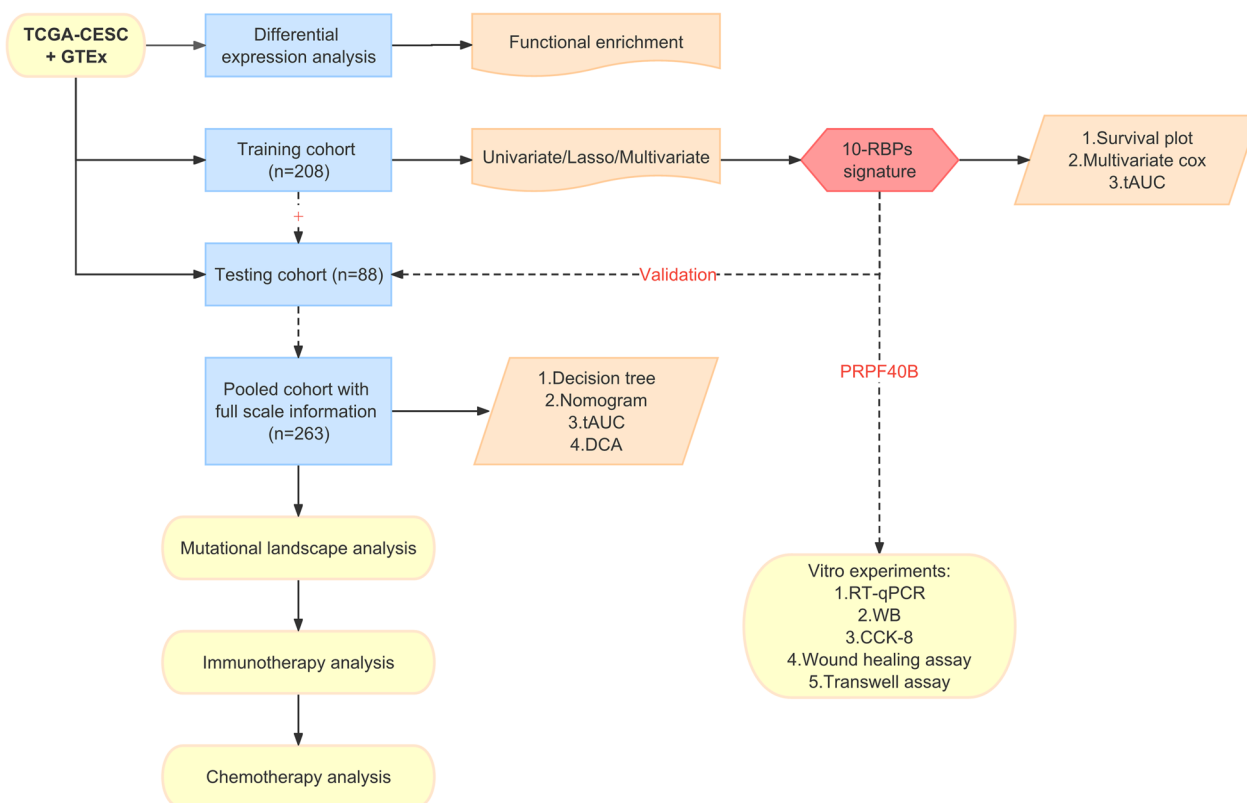 TCGA-CESC
+ GTEx
Differential
expression analysis
Functional enrichment
Training cohort
(n=208)
Univariate/Lasso/Multivariate
10-RBPs
signature
1.Survival plot
2.Multivariate cox
3.tAUC
+
Testing cohort (n=88)
Validation
Pooled cohort with
full scale information
(n=263)
1.Decision tree
2.Nomogram
3.tAUC
4.DCA
PRPF40B
Mutational landscape analysis
Vitro experiments:
1.RT-qPCR
2.WB
3.CCK-8
4.Wound healing assay
5.Transwell assay
Immunotherapy analysis
Chemotherapy analysis